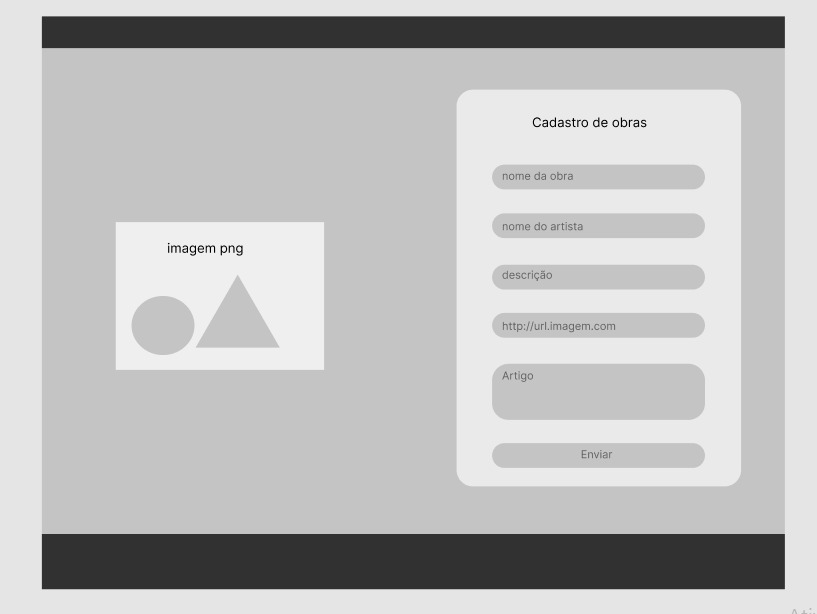 Cadastro de obras
nome da obra
nome do artista
imagem png
descrição
http://url.imagem.com
Artigo
Enviar